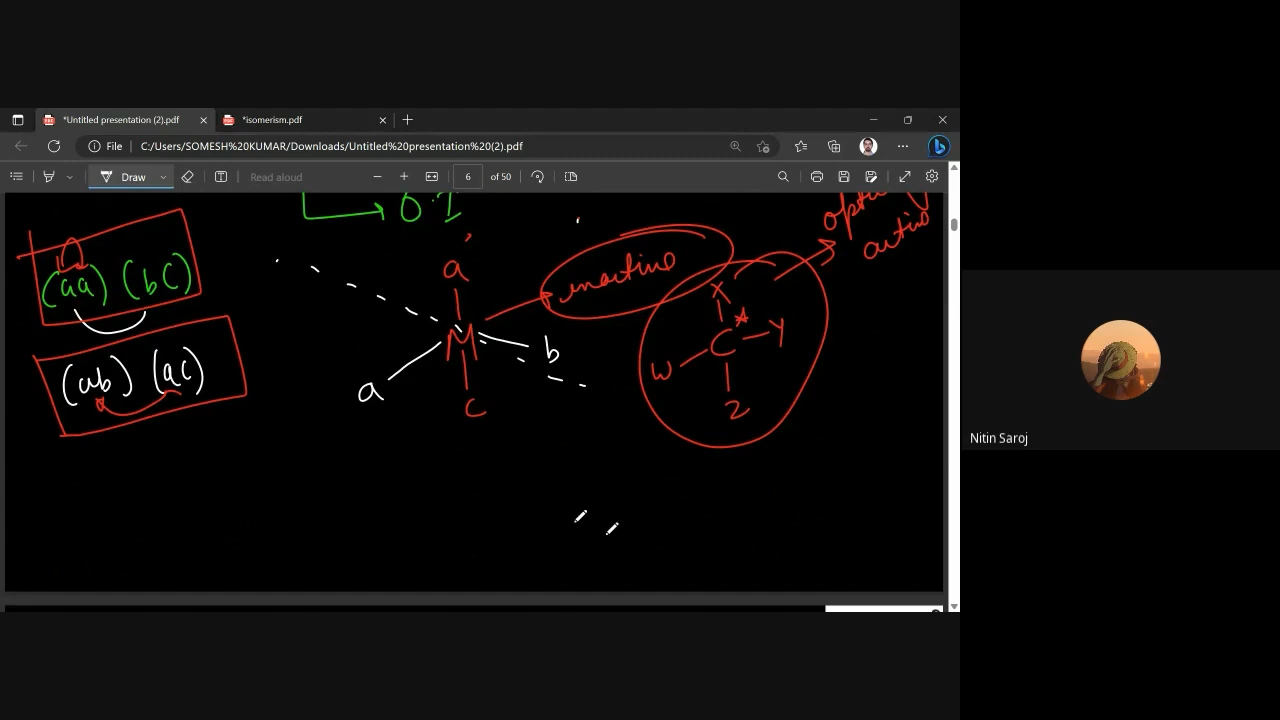 *Untitled presentation (2).pdf
*isomerism.pdf
File
C:/Users/SOMESH%20KUMAR/Downloads/Untitled%20presentation%20(2).pdf
Draw
Read aloud
6
of 50
O.I
(aa) (bc)
(ab) (ac)
a
M
a
b
c
inactive
X
C*
Y
W
Z
Nitin Saroj